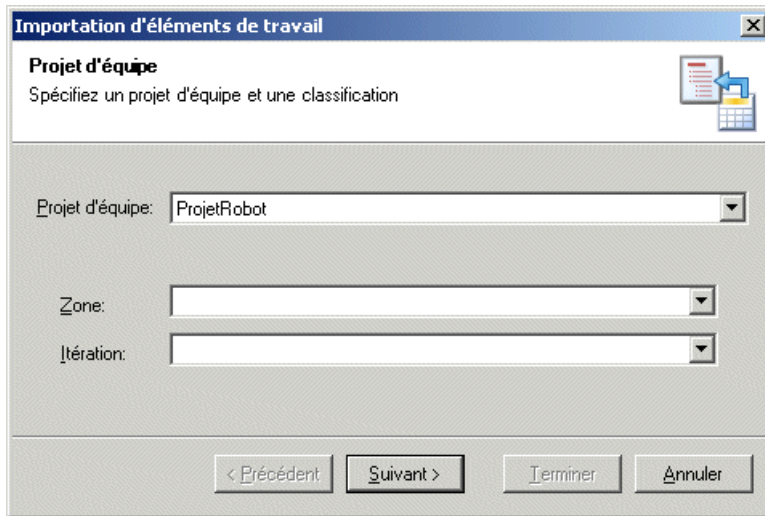 Importation d'éléments de travail
Projet d'équipe
Spécifiez un projet d'équipe et une classification
Projet d'équipe: ProjetRobot
Zone:
Itération:
< Précédent Suivant > Terminer Annuler